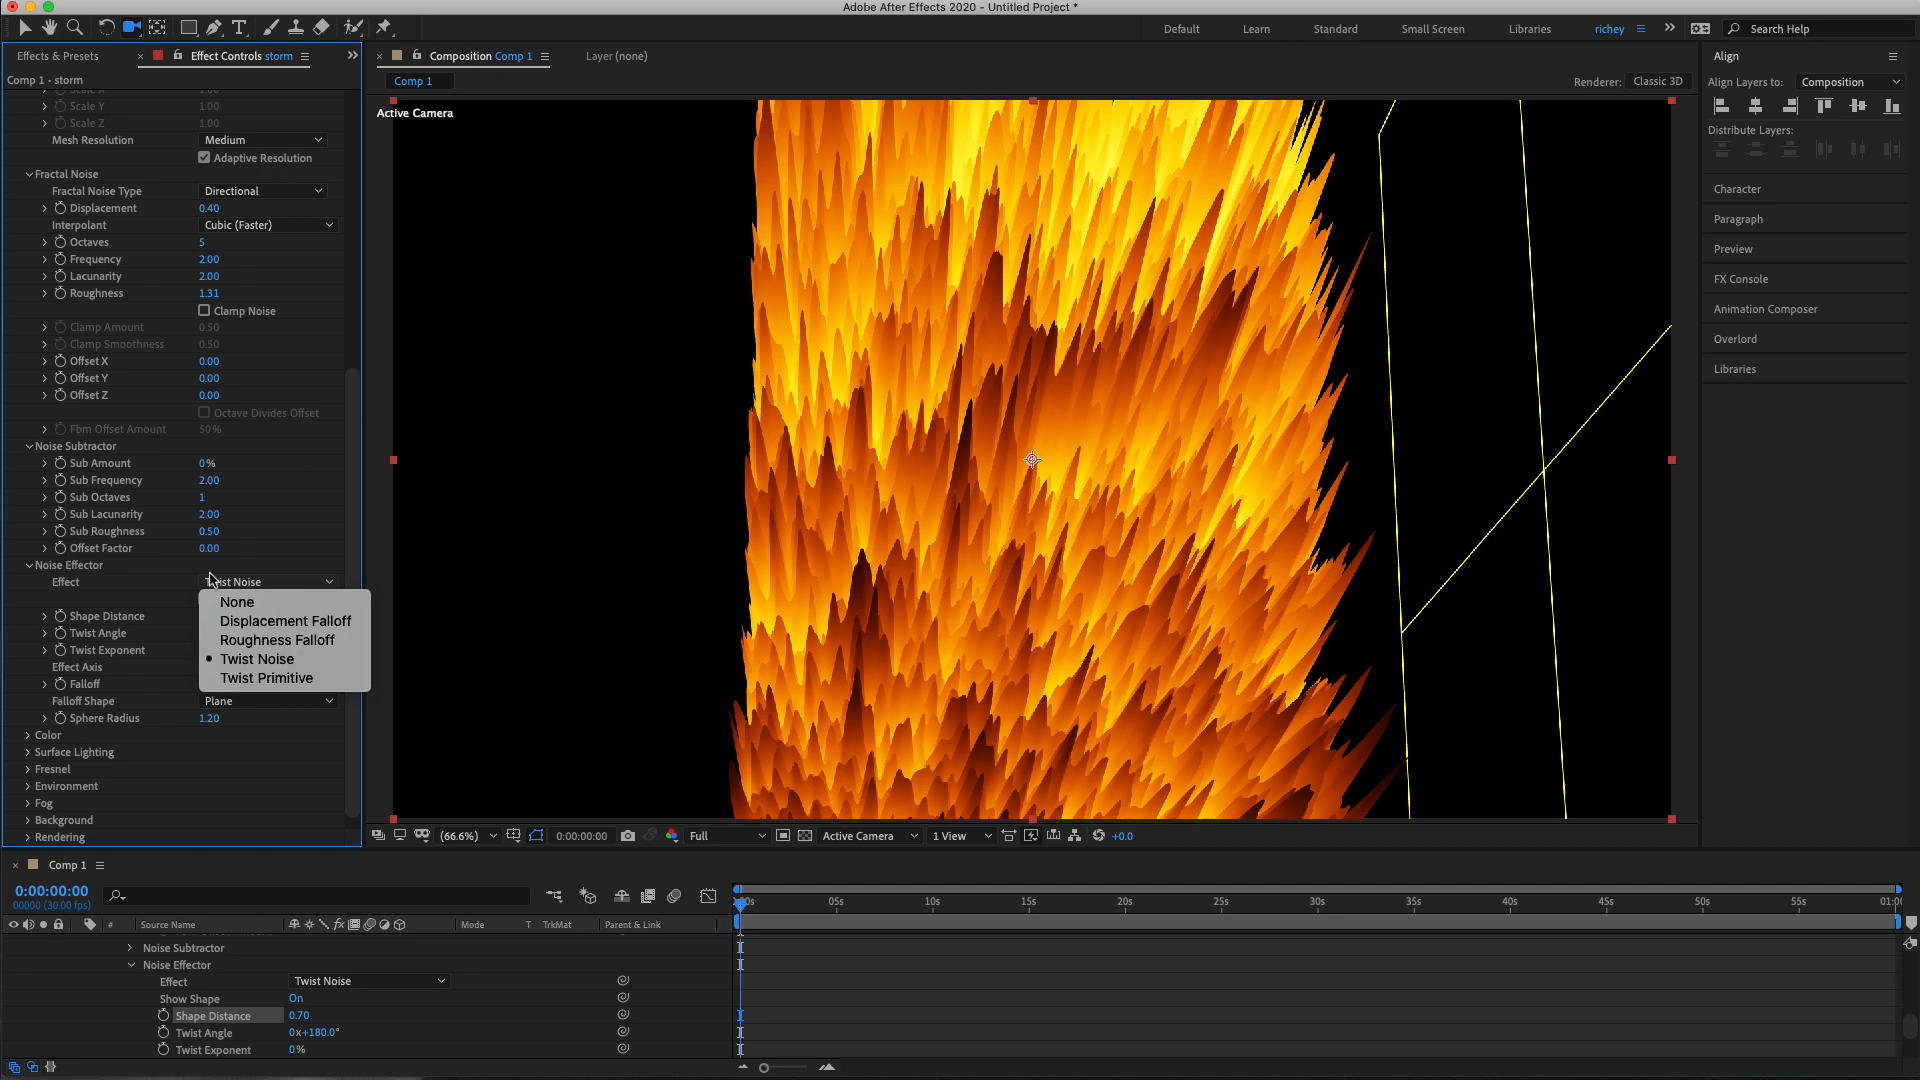 Adobe After Effects 2020 - Untitled Project *
Default
Learn
Standard
Small Screen
Libraries
richey
Search Help
Effects & Presets
Effect Controls storm
Composition Comp 1
Layer (none)
Align
Comp 1 • storm
Comp 1
Renderer: Classic 3D
Align Layers to: Composition
Active Camera
Scale Y 1.00
Scale Z 1.00
Mesh Resolution Medium
Adaptive Resolution
Distribute Layers:
Fractal Noise
Fractal Noise Type Directional
Displacement 0.40
Interpolant Cubic (Faster)
Octaves 5
Frequency 2.00
Lacunarity 2.00
Roughness 1.31
Clamp Noise
Clamp Amount 0.50
Clamp Smoothness 0.50
Offset X 0.00
Offset Y 0.00
Offset Z 0.00
Octave Divides Offset
Fbm Offset Amount 50%
Character
Paragraph
Preview
FX Console
Animation Composer
Overlord
Libraries
Noise Subtractor
Sub Amount 0%
Sub Frequency 2.00
Sub Octaves 1
Sub Lacunarity 2.00
Sub Roughness 0.50
Offset Factor 0.00
Noise Effector
Effect Twist Noise
None
Displacement Falloff
Roughness Falloff
Twist Noise
Twist Primitive
Shape Distance
Twist Angle
Twist Exponent
Effect Axis
Falloff
Falloff Shape Plane
Sphere Radius 1.20
Color
Surface Lighting
Fresnel
Environment
Fog
Background
Rendering
(66.6%)
0:00:00:00
Full
Active Camera
1 View
+0.0
Comp 1
0:00:00:00
00000 (30.00 fps)
05s 10s 15s 20s 25s 30s 35s 40s 45s 50s 55s
# Source Name
Mode T TrkMat Parent & Link
Noise Subtractor
Noise Effector
Effect Twist Noise
Show Shape On
Shape Distance 0.70
Twist Angle 0x+180.0°
Twist Exponent 0%